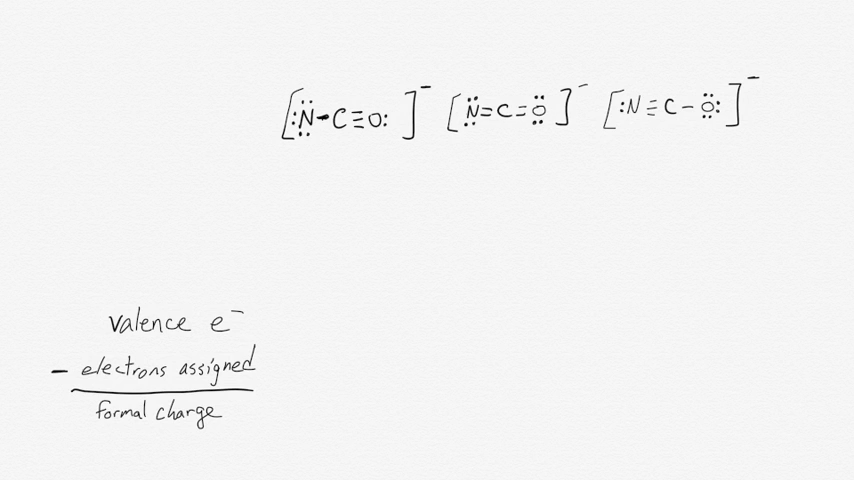 [:N̈-C≡O:]⁻ [N̈=C=Ö]⁻ [:N≡C-Ö:]⁻
valence e⁻
- electrons assigned
formal charge